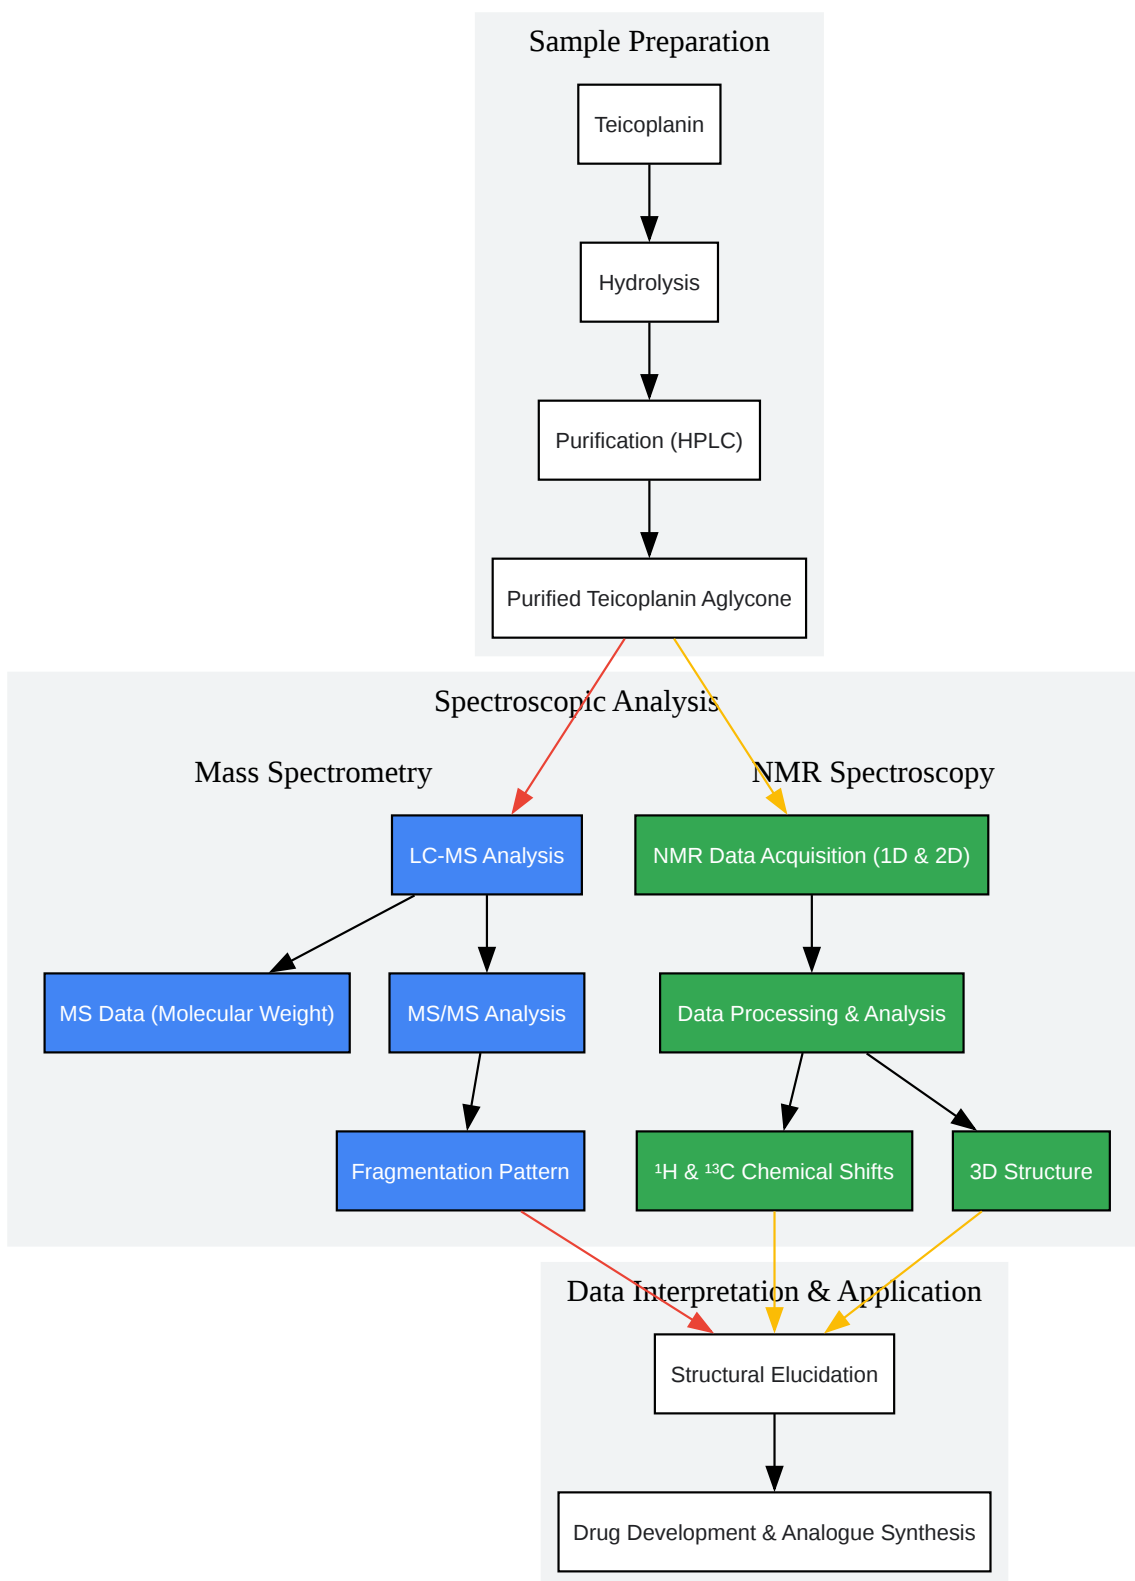 Sample Preparation
Teicoplanin
Hydrolysis
Purification (HPLC)
Purified Teicoplanin Aglycone
Spectroscopic Analysis
Mass Spectrometry
NMR Spectroscopy
LC-MS Analysis
NMR Data Acquisition (1D & 2D)
MS Data (Molecular Weight)
MS/MS Analysis
Data Processing & Analysis
Fragmentation Pattern
¹H & ¹³C Chemical Shifts
3D Structure
Data Interpretation & Application
Structural Elucidation
Drug Development & Analogue Synthesis